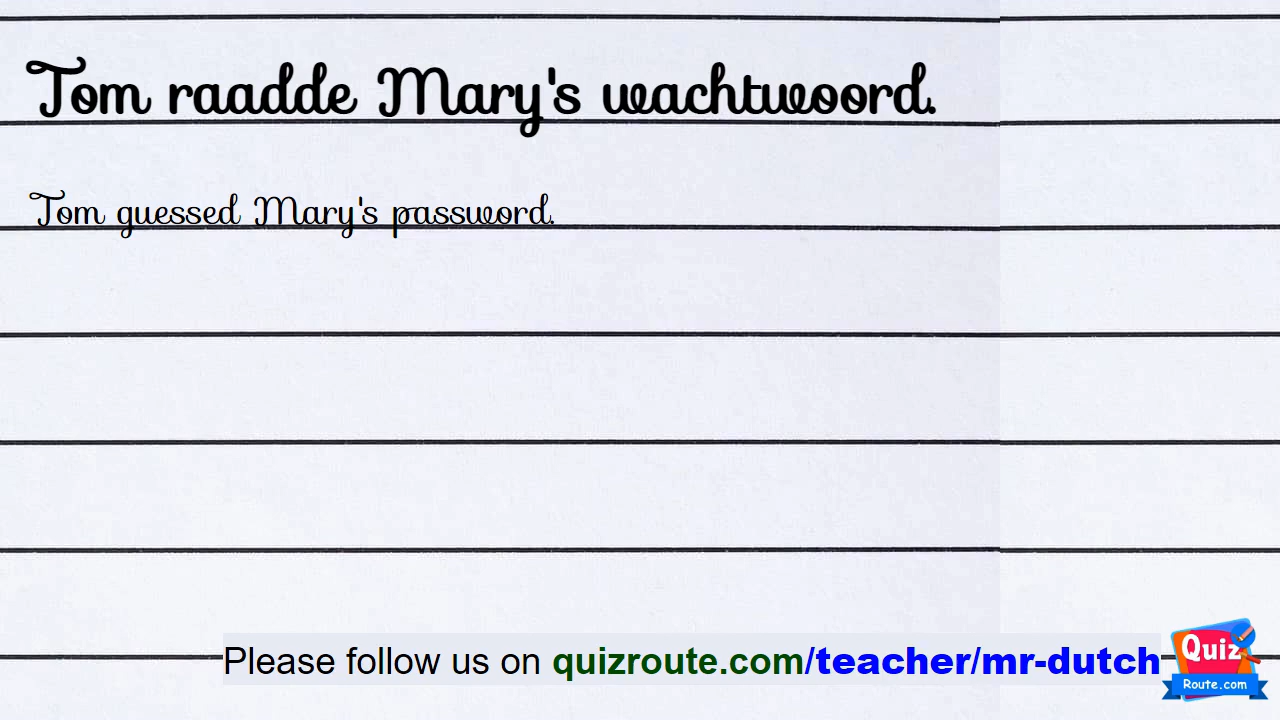 Tom raadde Mary's wachtwoord.
Tom guessed Mary's password.
Please follow us on quizroute.com/teacher/mr-dutch
Quiz
Route.com